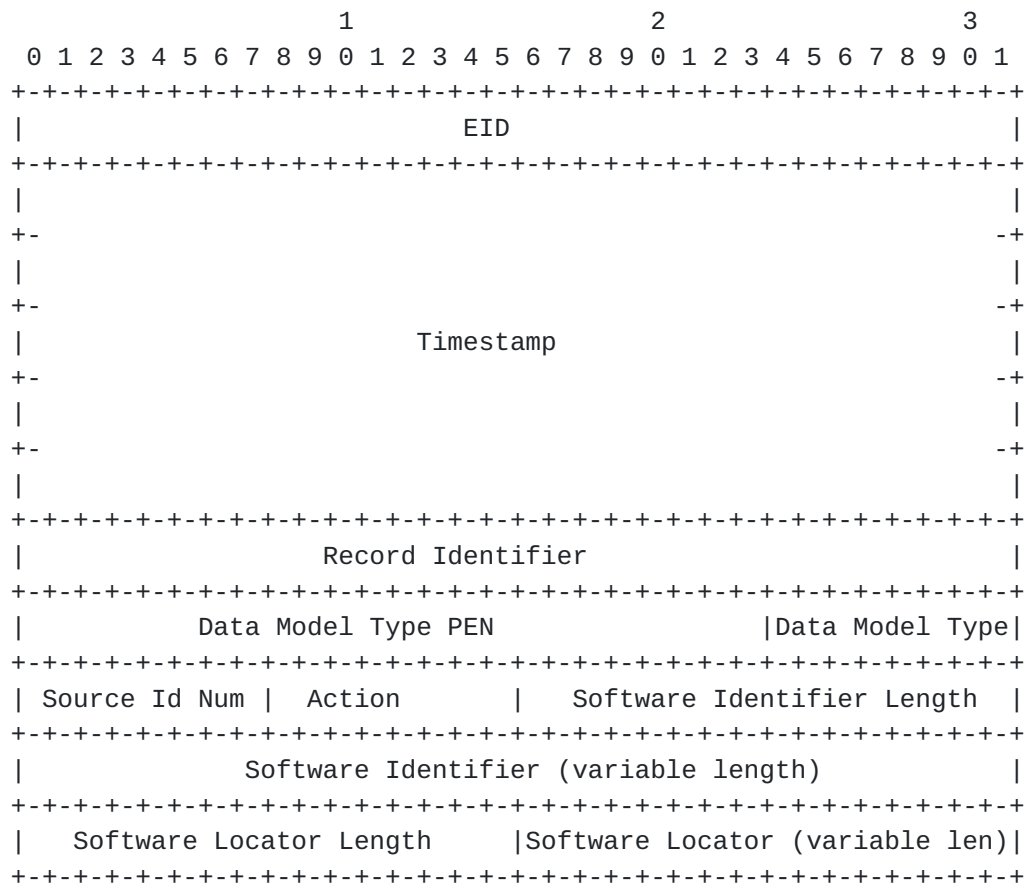 1                   2                   3
 0 1 2 3 4 5 6 7 8 9 0 1 2 3 4 5 6 7 8 9 0 1 2 3 4 5 6 7 8 9 0 1
+-+-+-+-+-+-+-+-+-+-+-+-+-+-+-+-+-+-+-+-+-+-+-+-+-+-+-+-+-+-+-+-+
|                            EID                                |
+-+-+-+-+-+-+-+-+-+-+-+-+-+-+-+-+-+-+-+-+-+-+-+-+-+-+-+-+-+-+-+-+
|                                                               |
+-                                                             -+
|                                                               |
+-                                                             -+
|                         Timestamp                             |
+-                                                             -+
|                                                               |
+-                                                             -+
|                                                               |
+-+-+-+-+-+-+-+-+-+-+-+-+-+-+-+-+-+-+-+-+-+-+-+-+-+-+-+-+-+-+-+-+
|                   Record Identifier                           |
+-+-+-+-+-+-+-+-+-+-+-+-+-+-+-+-+-+-+-+-+-+-+-+-+-+-+-+-+-+-+-+-+
|           Data Model Type PEN                 |Data Model Type|
+-+-+-+-+-+-+-+-+-+-+-+-+-+-+-+-+-+-+-+-+-+-+-+-+-+-+-+-+-+-+-+-+
| Source Id Num |  Action       |   Software Identifier Length  |
+-+-+-+-+-+-+-+-+-+-+-+-+-+-+-+-+-+-+-+-+-+-+-+-+-+-+-+-+-+-+-+-+
|              Software Identifier (variable length)            |
+-+-+-+-+-+-+-+-+-+-+-+-+-+-+-+-+-+-+-+-+-+-+-+-+-+-+-+-+-+-+-+-+
|   Software Locator Length     |Software Locator (variable len)|
+-+-+-+-+-+-+-+-+-+-+-+-+-+-+-+-+-+-+-+-+-+-+-+-+-+-+-+-+-+-+-+-+